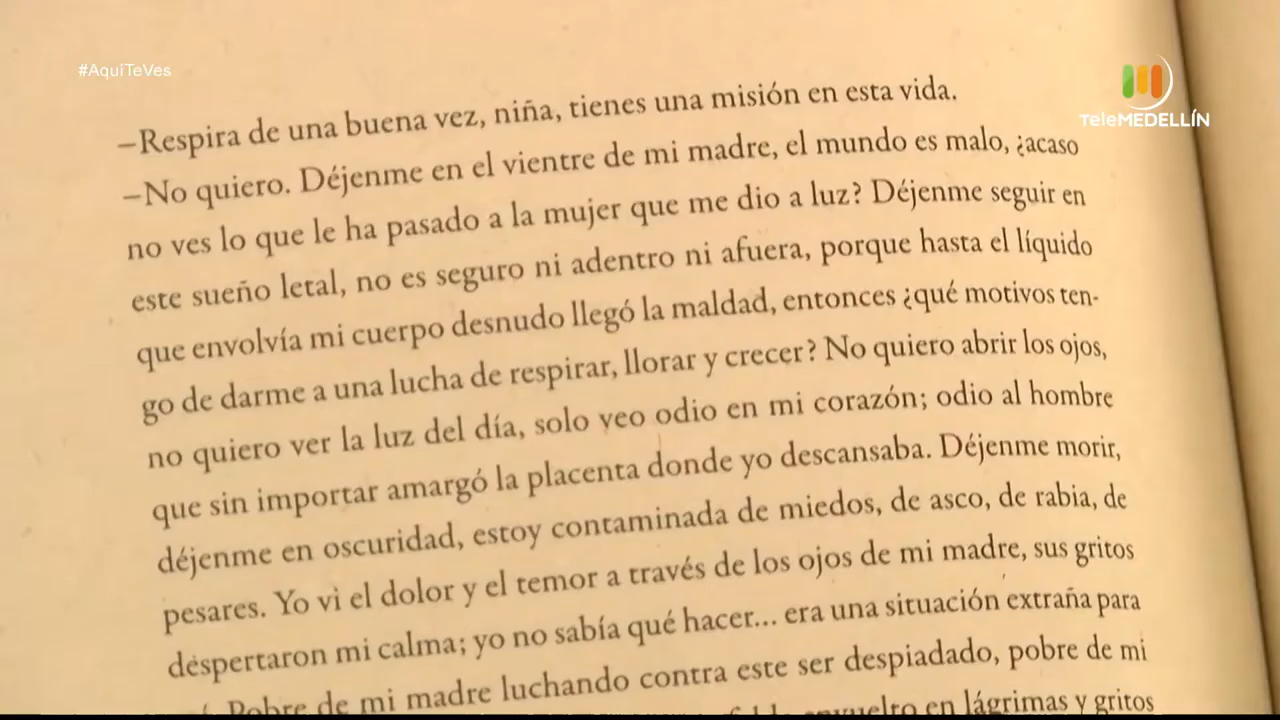 #AquiTeVes
TeleMEDELLÍN
–Respira de una buena vez, niña, tienes una misión en esta vida.
–No quiero. Déjenme en el vientre de mi madre, el mundo es malo, ¿acaso
no ves lo que le ha pasado a la mujer que me dio a luz? Déjenme seguir en
este sueño letal, no es seguro ni adentro ni afuera, porque hasta el líquido
que envolvía mi cuerpo desnudo llegó la maldad, entonces ¿qué motivos ten-
go de darme a una lucha de respirar, llorar y crecer? No quiero abrir los ojos,
no quiero ver la luz del día, solo veo odio en mi corazón; odio al hombre
que sin importar amargó la placenta donde yo descansaba. Déjenme morir,
déjenme en oscuridad, estoy contaminada de miedos, de asco, de rabia, de
pesares. Yo vi el dolor y el temor a través de los ojos de mi madre, sus gritos
despertaron mi calma; yo no sabía qué hacer... era una situación extraña para
Pobre de mi madre luchando contra este ser despiadado, pobre de mi
envuelto en lágrimas y gritos